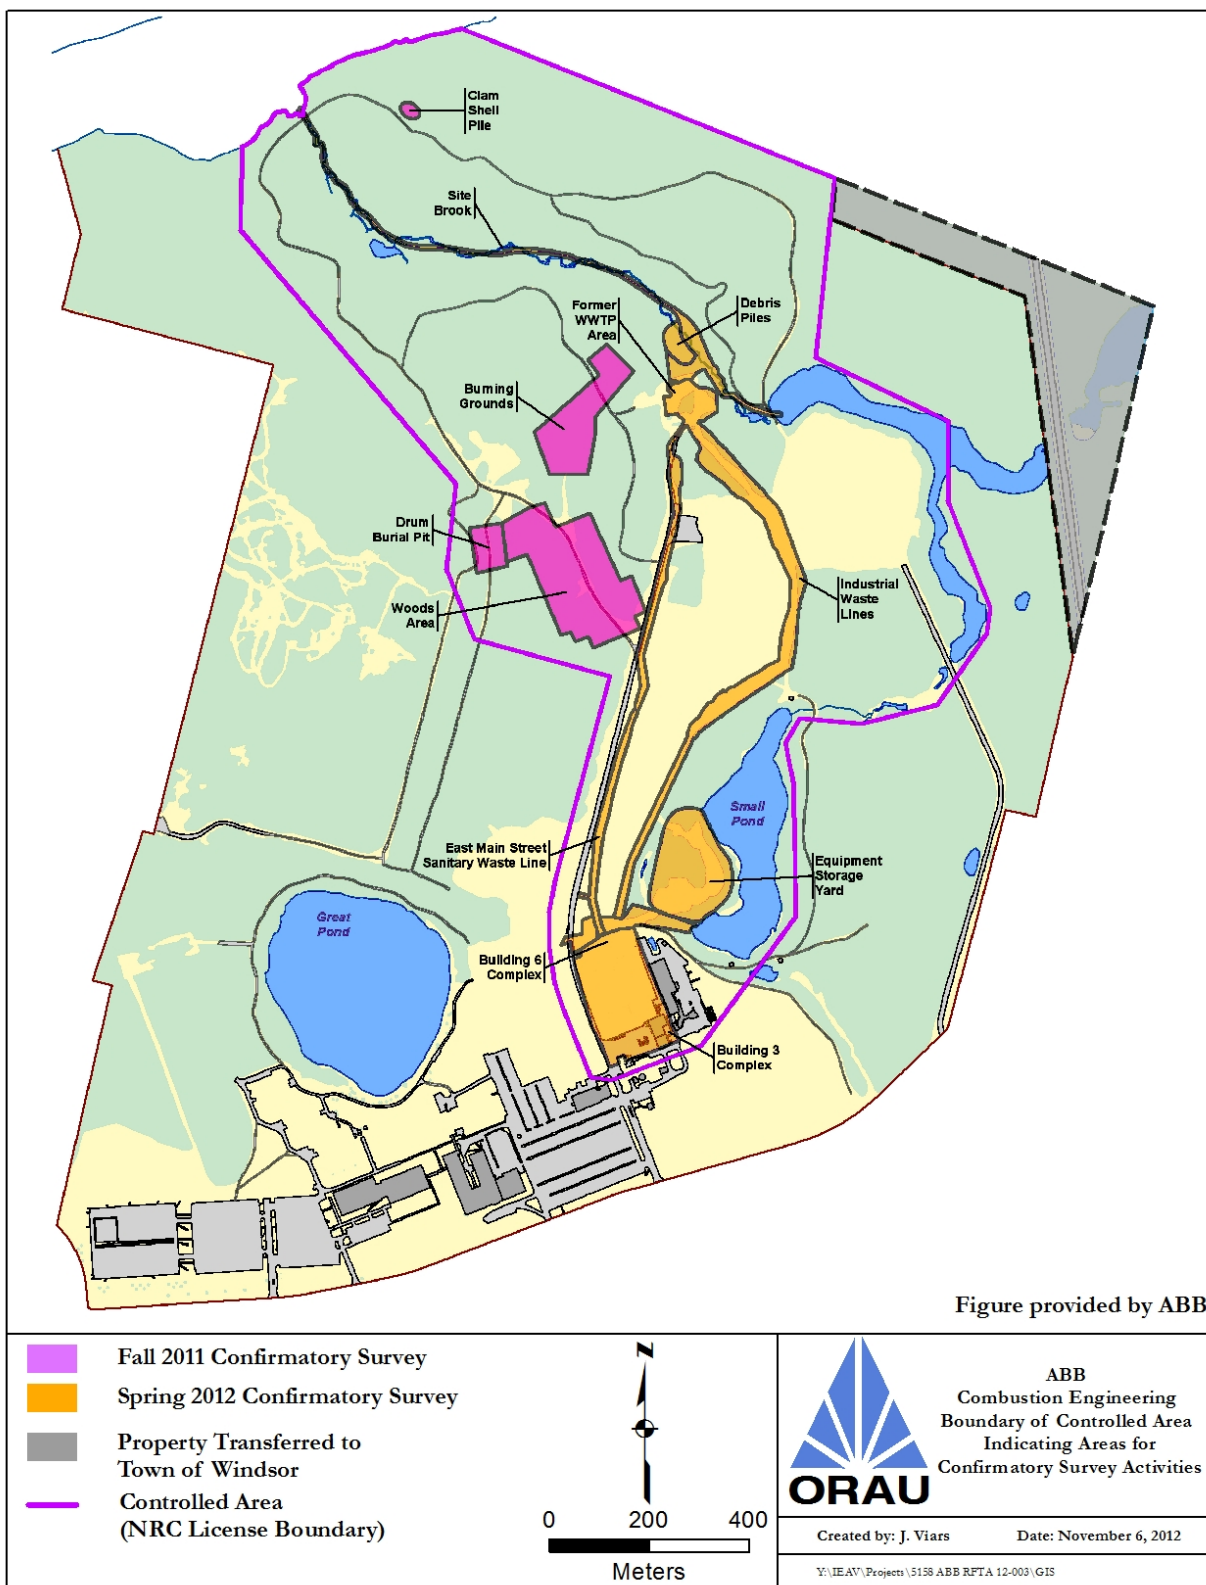 Clam
Shell
Pile
Site
Brook
Former
WWTP
Area
Debris
Piles
Burning
Grounds
Drum
Burial Pit
Woods
Area
Industrial
Waste
Lines
Small
Pond
East Main Street
Sanitary Waste Line
Equipment
Storage
Yard
Great
Pond
Building 6
Complex
Building 3
Complex
Figure provided by ABB
Fall 2011 Confirmatory Survey
Spring 2012 Confirmatory Survey
Property Transferred to
Town of Windsor
Controlled Area
(NRC License Boundary)
N
0 200 400
Meters
ORAU
ABB
Combustion Engineering
Boundary of Controlled Area
Indicating Areas for
Confirmatory Survey Activities
Created by: J. Viars Date: November 6, 2012
Y:\IEAV\Projects\5158 ABB RFTA 12-003\GIS